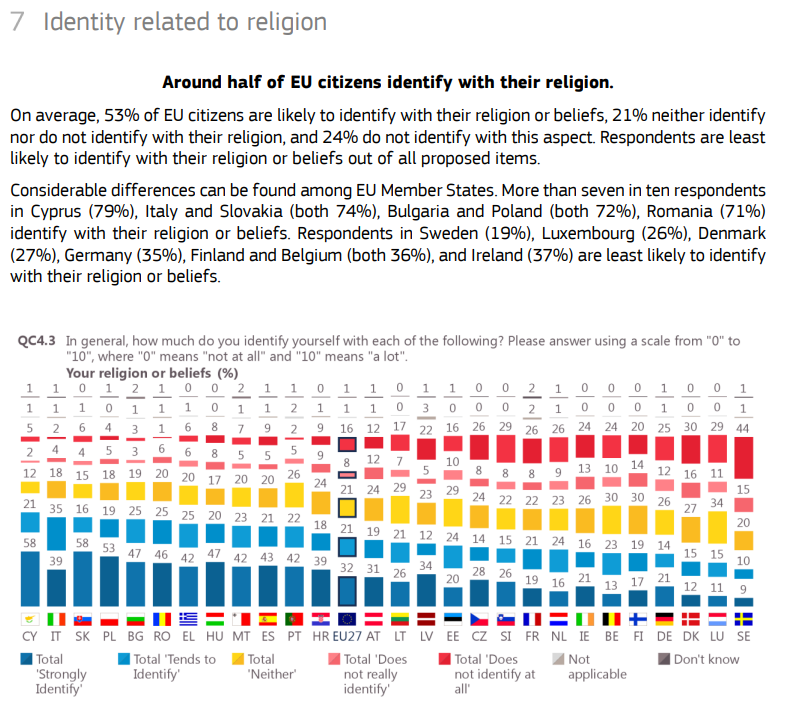 7 Identity related to religion
Around half of EU citizens identify with their religion.
On average, 53% of EU citizens are likely to identify with their religion or beliefs, 21% neither identify
nor do not identify with their religion, and 24% do not identify with this aspect. Respondents are least
likely to identify with their religion or beliefs out of all proposed items.
Considerable differences can be found among EU Member States. More than seven in ten respondents
in Cyprus (79%), Italy and Slovakia (both 74%), Bulgaria and Poland (both 72%), Romania (71%)
identify with their religion or beliefs. Respondents in Sweden (19%), Luxembourg (26%), Denmark
(27%), Germany (35%), Finland and Belgium (both 36%), and Ireland (37%) are least likely to identify
with their religion or beliefs.
QC4.3 In general, how much do you identify yourself with each of the following? Please answer using a scale from "0" to
"10", where "0" means "not at all" and "10" means "a lot".
Your religion or beliefs (%)
1 1 0 1 2 1 0 0 2 1 1 0 1 1 0 1 1 0 0 2 1 0 0 0 1 0 0 1
1 1 1 0 1 1 1 0 1 1 2 1 1 1 0 3 0 0 0 2 1 0 0 0 1 0 0 1
5 2 6 4 3 1 6 8 7 9 2 9 16 12 17 22 16 26 29 26 26 24 24 20 25 30 29 44
2 4 4 5 3 6 6 8 5 5 5 9 8 12 7 5 10 8 8 8 9 13 10 14 12 16 11 15
12 18 15 18 19 20 20 17 20 20 26 24 21 24 29 23 29 24 22 22 23 26 30 30 26 27 34 20
21 35 16 19 25 25 25 20 23 21 22 18 21 19 21 12 24 14 15 21 24 16 23 19 14 15 15 10
58 39 58 53 47 46 42 47 42 43 42 39 32 31 26 34 20 28 26 19 16 21 13 17 21 12 11 9
CY IT SK PL BG RO EL HU MT ES PT HR EU27 AT LT LV EE CZ SI FR NL IE BE FI DE DK LU SE
Total 'Strongly Identify'
Total 'Tends to Identify'
Total 'Neither'
Total 'Does not really identify'
Total 'Does not identify at all'
Not applicable
Don't know